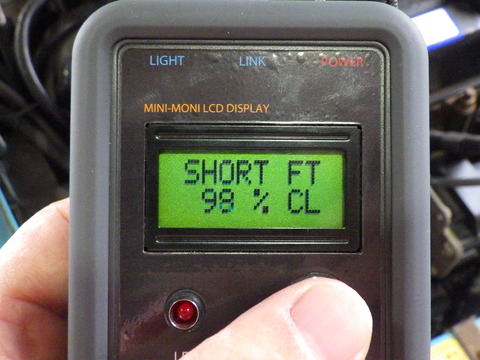 LIGHT LINK POWER
MINI-MONI LCD DISPLAY
SHORT FT
98 % CL